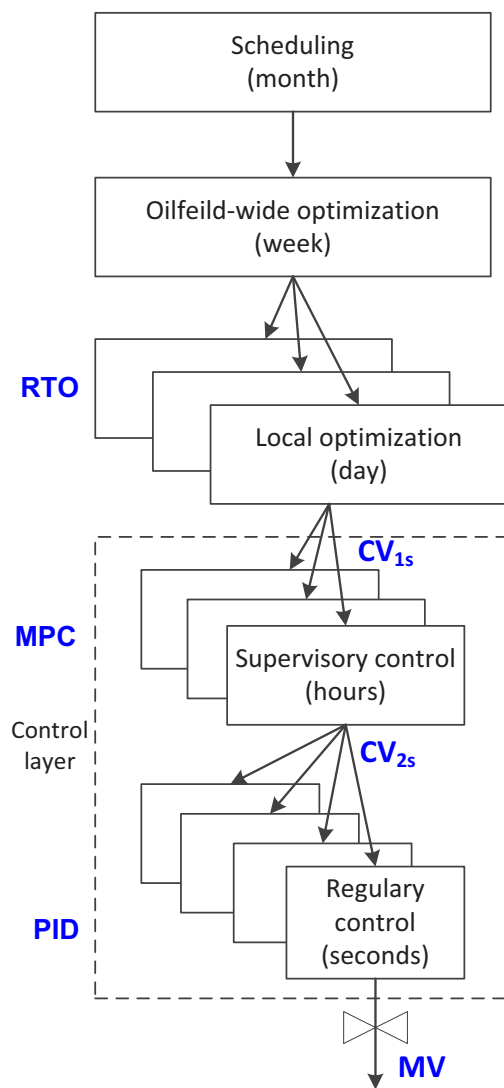 Scheduling
(month)
Oilfeild-wide optimization
(week)
RTO
Local optimization
(day)
CV1s
MPC
Supervisory control
(hours)
Control
layer
CV2s
PID
Regulary
control
(seconds)
MV